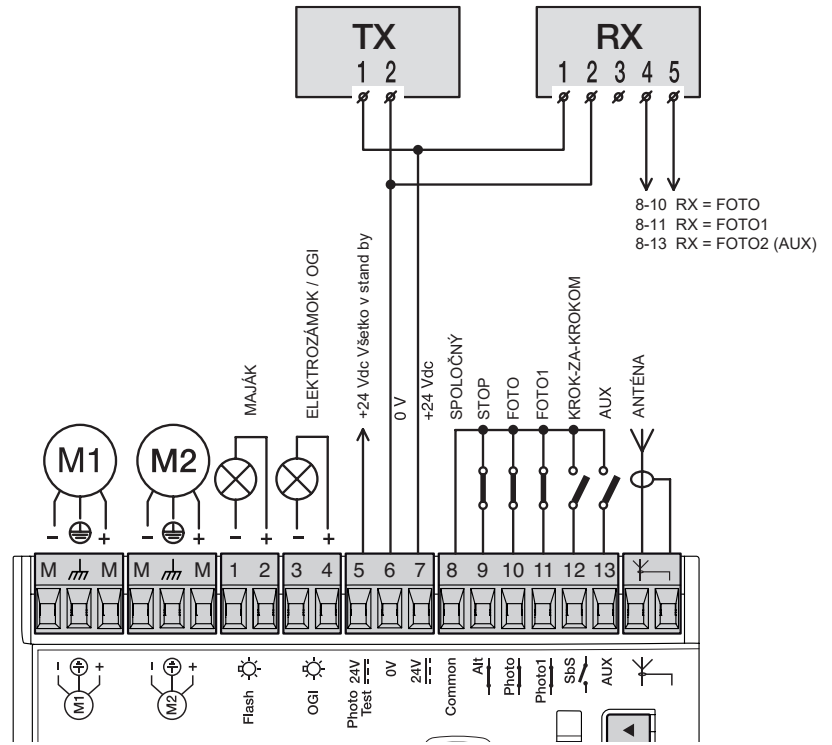 TX
1 2
RX
1 2 3 4 5
8-10 RX = FOTO
8-11 RX = FOTO1
8-13 RX = FOTO2 (AUX)
MAJÁK
ELEKTROZÁMOK / OGI
+24 Vdc Všetko v stand by
0 V
+24 Vdc
SPOLOČNÝ
STOP
FOTO
FOTO1
KROK-ZA-KROKOM
AUX
ANTÉNA
M1
M2
- +
- +
- +
- +
M M M M 1 2 3 4 5 6 7 8 9 10 11 12 13
- +
M1
- +
M2
Flash
OGI
Photo 24V
Test
0V
24V
Common
Alt
Photo
Photo1
SbS
AUX